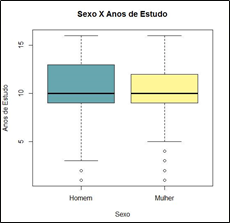 Sexo X Anos de Estudo
Anos de Estudo
15
10
5
Homem
Mulher
Sexo